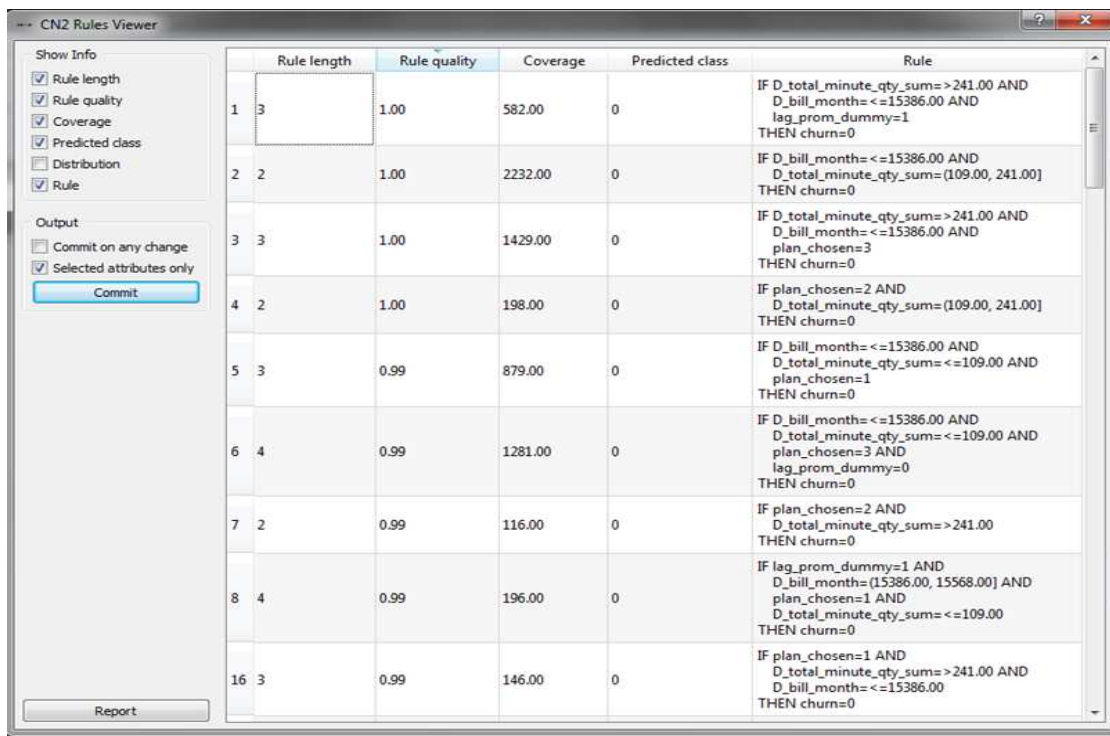 CN2 Rules Viewer
Show Info
Rule length
Rule quality
Coverage
Predicted class
Distribution
Rule
Output
Commit on any change
Selected attributes only
Commit
Report
Rule length Rule quality Coverage Predicted class Rule
1 3 1.00 582.00 0
IF D_total_minute_qty_sum=>241.00 AND
D_bill_month=<=15386.00 AND
lag_prom_dummy=1
THEN churn=0
2 2 1.00 2232.00 0
IF D_bill_month=<=15386.00 AND
D_total_minute_qty_sum=(109.00, 241.00]
THEN churn=0
3 3 1.00 1429.00 0
IF D_total_minute_qty_sum=>241.00 AND
D_bill_month=<=15386.00 AND
plan_chosen=3
THEN churn=0
4 2 1.00 198.00 0
IF plan_chosen=2 AND
D_total_minute_qty_sum=(109.00, 241.00]
THEN churn=0
5 3 0.99 879.00 0
IF D_bill_month=<=15386.00 AND
D_total_minute_qty_sum=<=109.00 AND
plan_chosen=1
THEN churn=0
6 4 0.99 1281.00 0
IF D_bill_month=<=15386.00 AND
D_total_minute_qty_sum=<=109.00 AND
plan_chosen=3 AND
lag_prom_dummy=0
THEN churn=0
7 2 0.99 116.00 0
IF plan_chosen=2 AND
D_total_minute_qty_sum=>241.00
THEN churn=0
8 4 0.99 196.00 0
IF lag_prom_dummy=1 AND
D_bill_month=(15386.00, 15568.00] AND
plan_chosen=1 AND
D_total_minute_qty_sum=<=109.00
THEN churn=0
16 3 0.99 146.00 0
IF plan_chosen=1 AND
D_total_minute_qty_sum=>241.00 AND
D_bill_month=<=15386.00
THEN churn=0